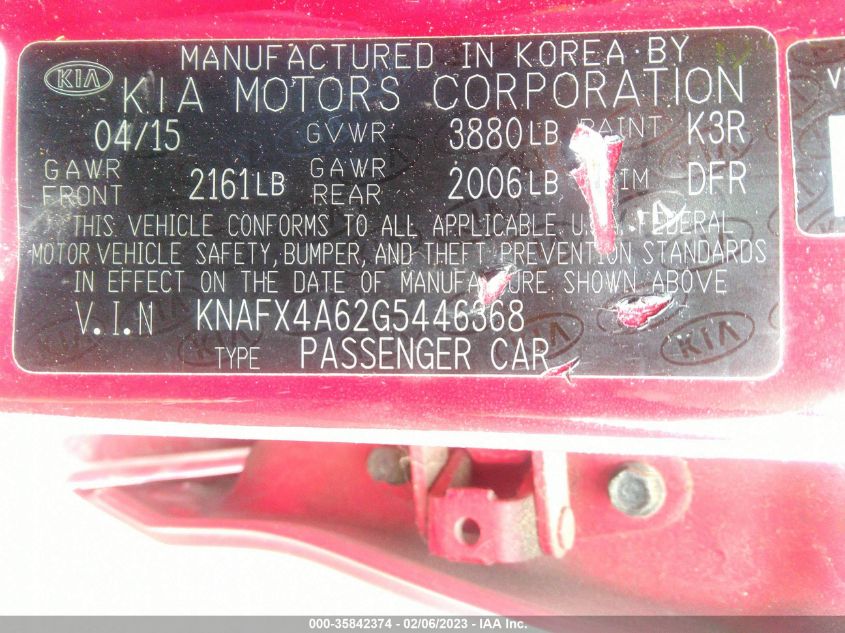 MANUFACTURED IN KOREA BY
KIA
KIA MOTORS CORPORATION
04/15 GVWR 3880LB PAINT K3R
GAWR FRONT 2161LB GAWR REAR 2006LB DFR
THIS VEHICLE CONFORMS TO ALL APPLICABLE FEDERAL
MOTOR VEHICLE SAFETY, BUMPER, AND THEFT PREVENTION STANDARDS
IN EFFECT ON THE DATE OF MANUFACTURE SHOWN ABOVE
V.I.N KNAFX4A62G5446368
KIA
TYPE PASSENGER CAR
V
000-35842374 | 02/06/2023 | IAA Inc.